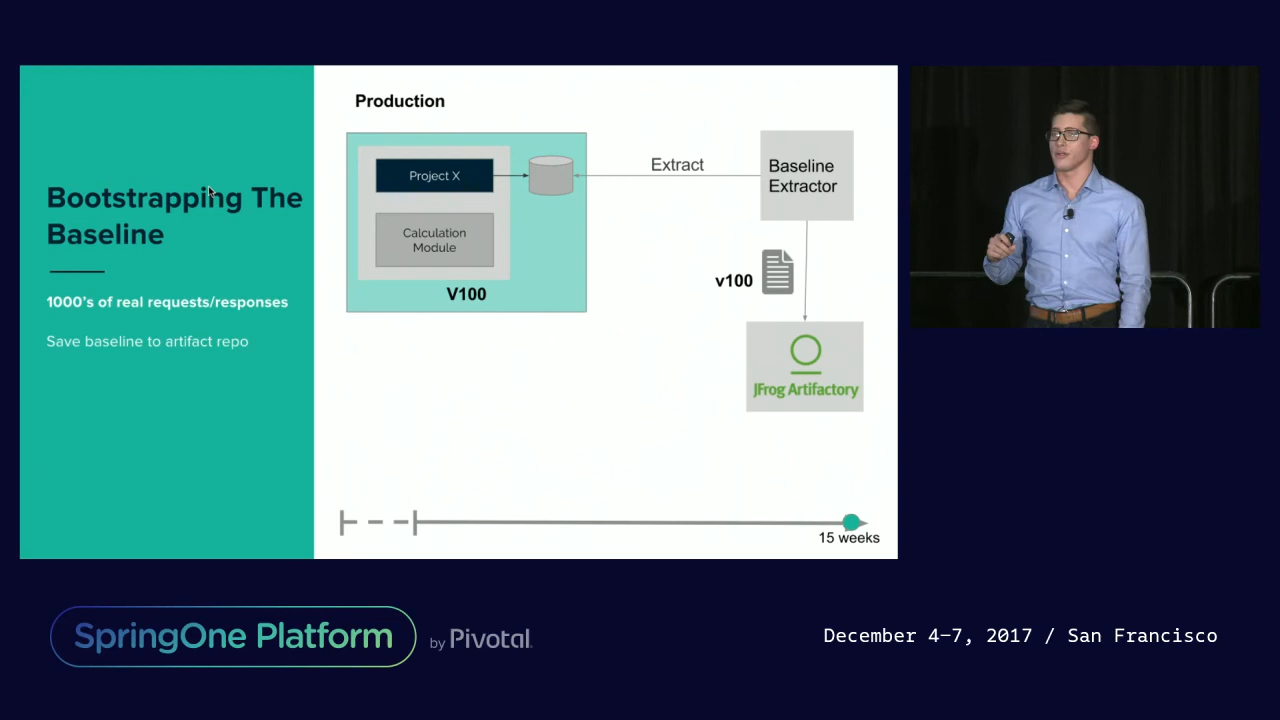 Bootstrapping The
Baseline
1000's of real requests/responses
Save baseline to artifact repo
Production
Project X
Calculation
Module
V100
Extract
Baseline
Extractor
v100
JFrog Artifactory
15 weeks
SpringOne Platform
by Pivotal.
December 4–7, 2017 / San Francisco